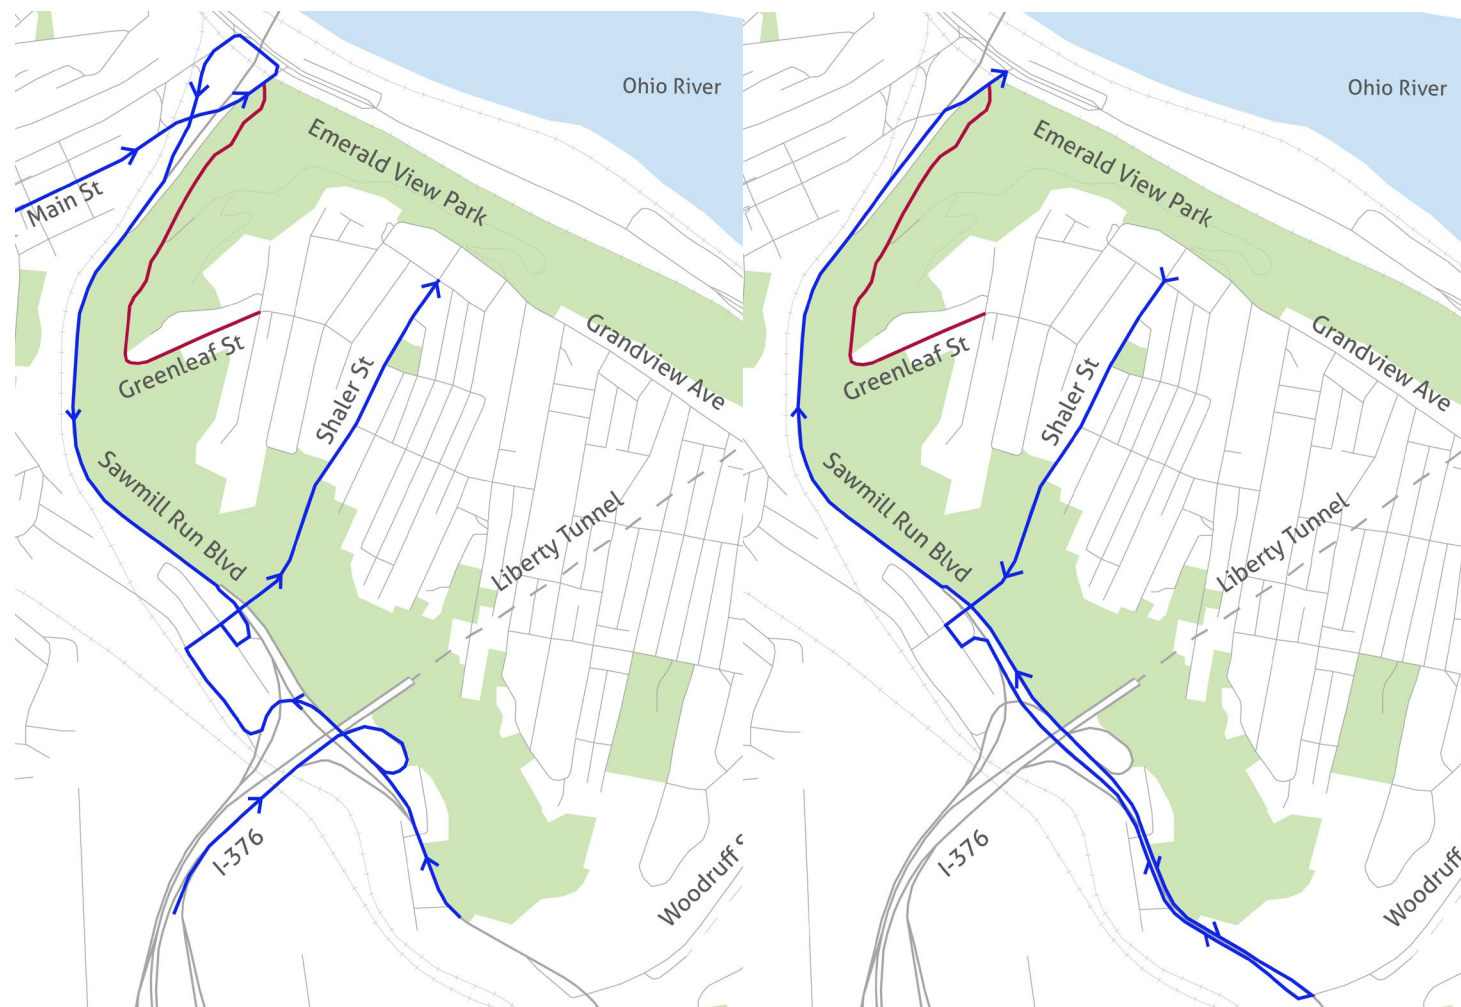 Ohio River
Emerald View Park
Main St
Greenleaf St
Grandview Ave
Shaler St
Sawmill Run Blvd
Liberty Tunnel
I-376
Woodruff S
Ohio River
Emerald View Park
Greenleaf St
Grandview Ave
Shaler St
Sawmill Run Blvd
Liberty Tunnel
I-376
Woodruff